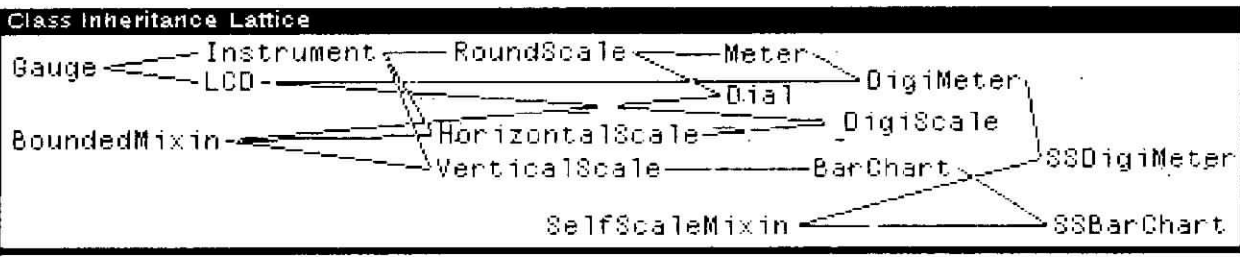 Class Inheritance Lattice
Instrument RoundScale Meter
Gauge LCD DigiMeter
Dial
BoundedMixin HorizontalScale DigiScale
VerticalScale BarChart SSDigiMeter
SelfScaleMixin SSBarChart